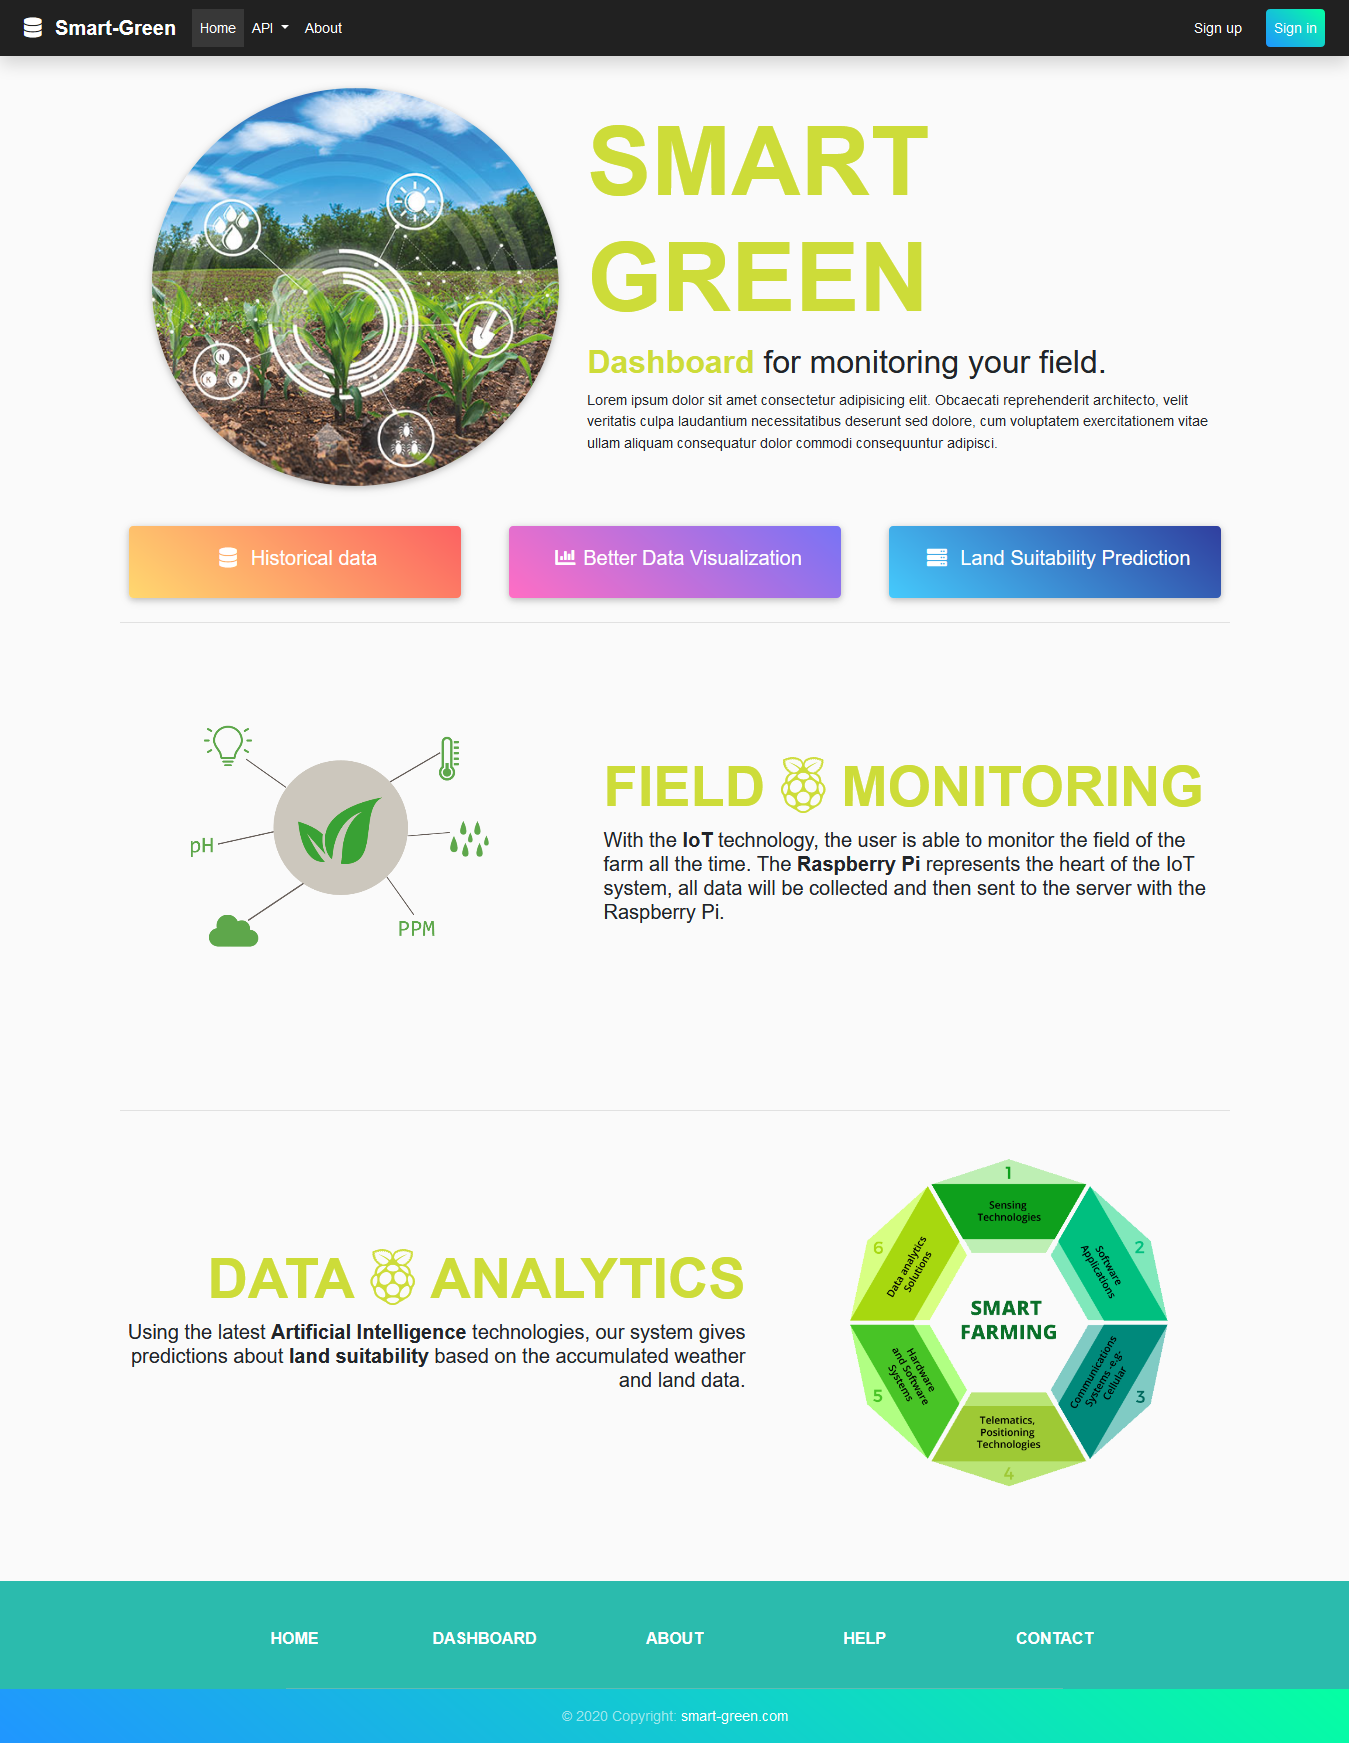 Smart-Green
Home
API
About
Sign up
Sign in
N
K
P
SMART
GREEN
Dashboard for monitoring your field.
Lorem ipsum dolor sit amet consectetur adipisicing elit. Obcaecati reprehenderit architecto, velit
veritatis culpa laudantium necessitatibus deserunt sed dolore, cum voluptatem exercitationem vitae
ullam aliquam consequatur dolor commodi consequuntur adipisci.
Historical data
Better Data Visualization
Land Suitability Prediction
pH
PPM
FIELD MONITORING
With the IoT technology, the user is able to monitor the field of the
farm all the time. The Raspberry Pi represents the heart of the IoT
system, all data will be collected and then sent to the server with the
Raspberry Pi.
DATA ANALYTICS
Using the latest Artificial Intelligence technologies, our system gives
predictions about land suitability based on the accumulated weather
and land data.
SMART
FARMING
1
Sensing
Technologies
2
Software
Applications
3
Communications
Systems -e.g-
Cellular
4
Telematics,
Positioning
Technologies
5
Hardware
and Software
Systems
6
Data analytics
Solutions
HOME
DASHBOARD
ABOUT
HELP
CONTACT
© 2020 Copyright: smart-green.com